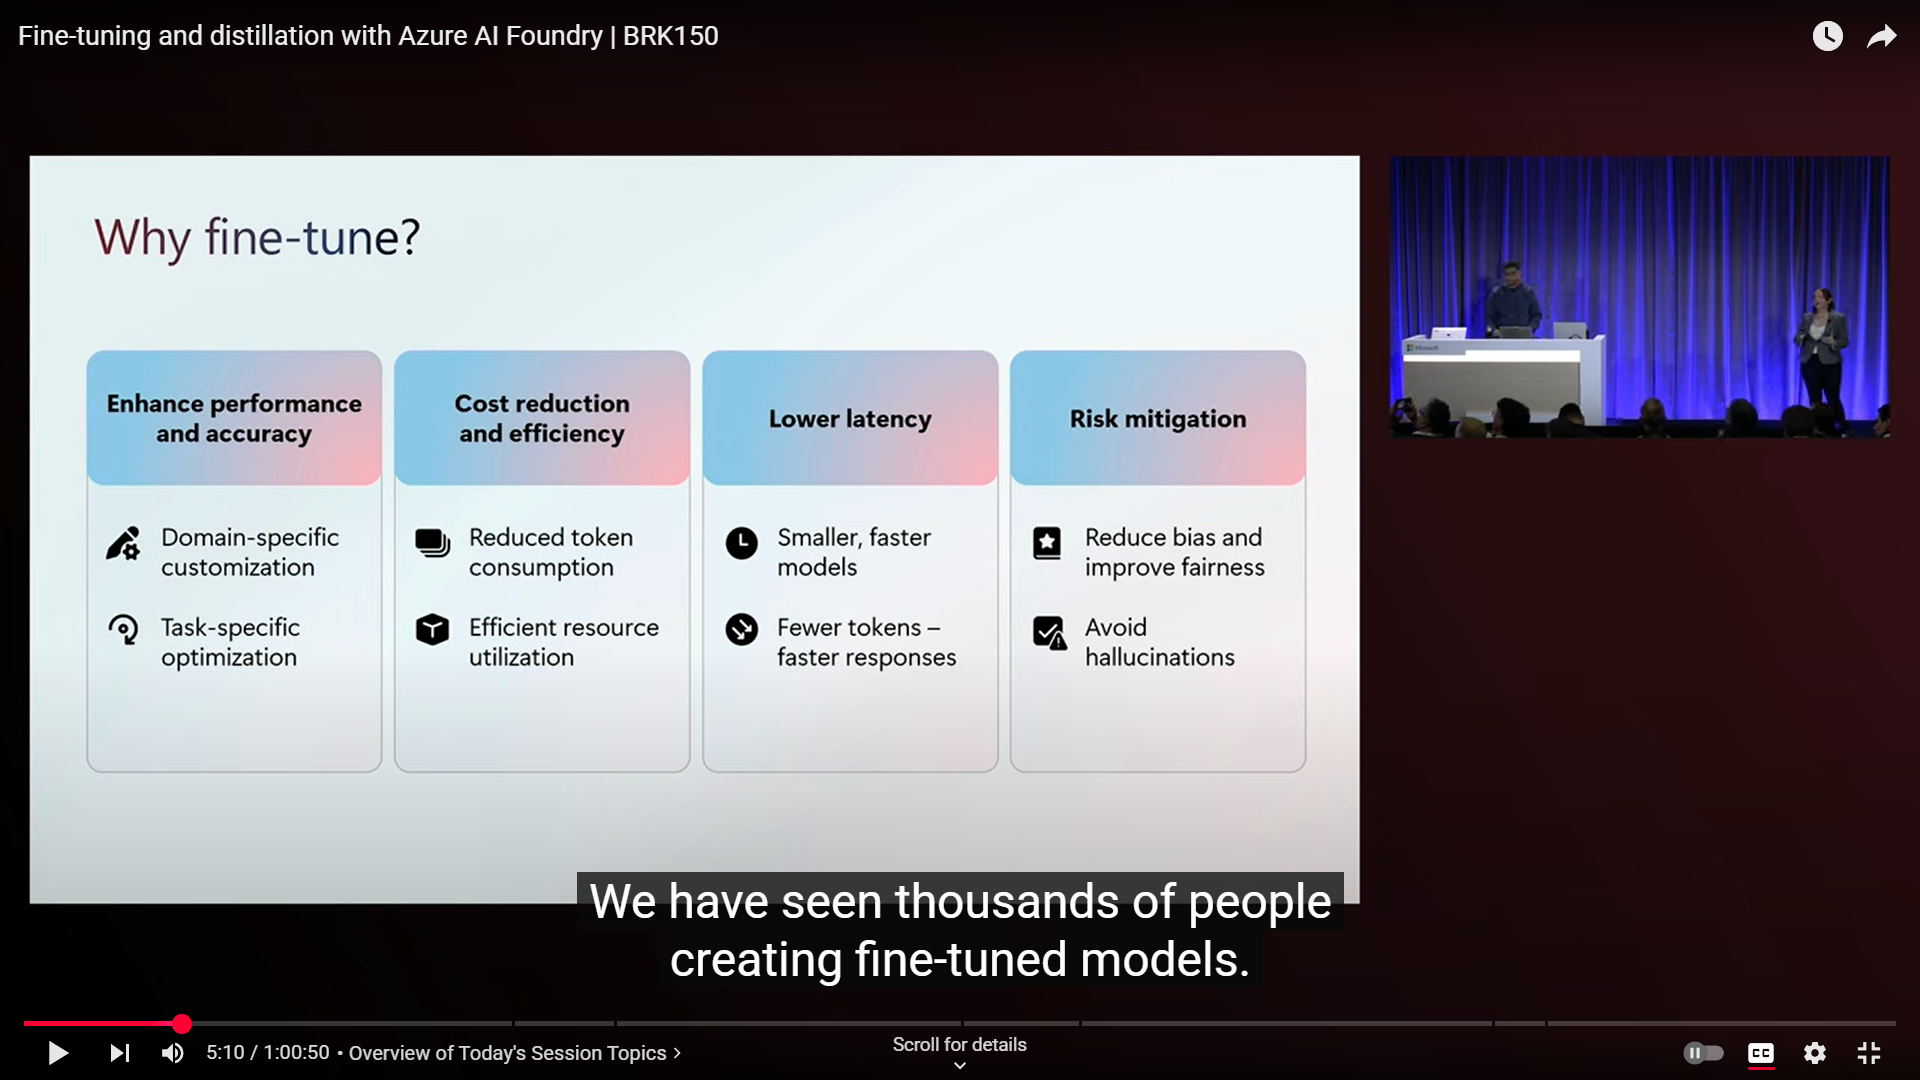 Fine-tuning and distillation with Azure AI Foundry | BRK150
Why fine-tune?
Enhance performance
and accuracy
Domain-specific
customization
Task-specific
optimization
Cost reduction
and efficiency
Reduced token
consumption
Efficient resource
utilization
Lower latency
Smaller, faster
models
Fewer tokens –
faster responses
Risk mitigation
Reduce bias and
improve fairness
Avoid
hallucinations
Microsoft
We have seen thousands of people
creating fine-tuned models.
5:10 / 1:00:50 • Overview of Today's Session Topics >
Scroll for details
CC